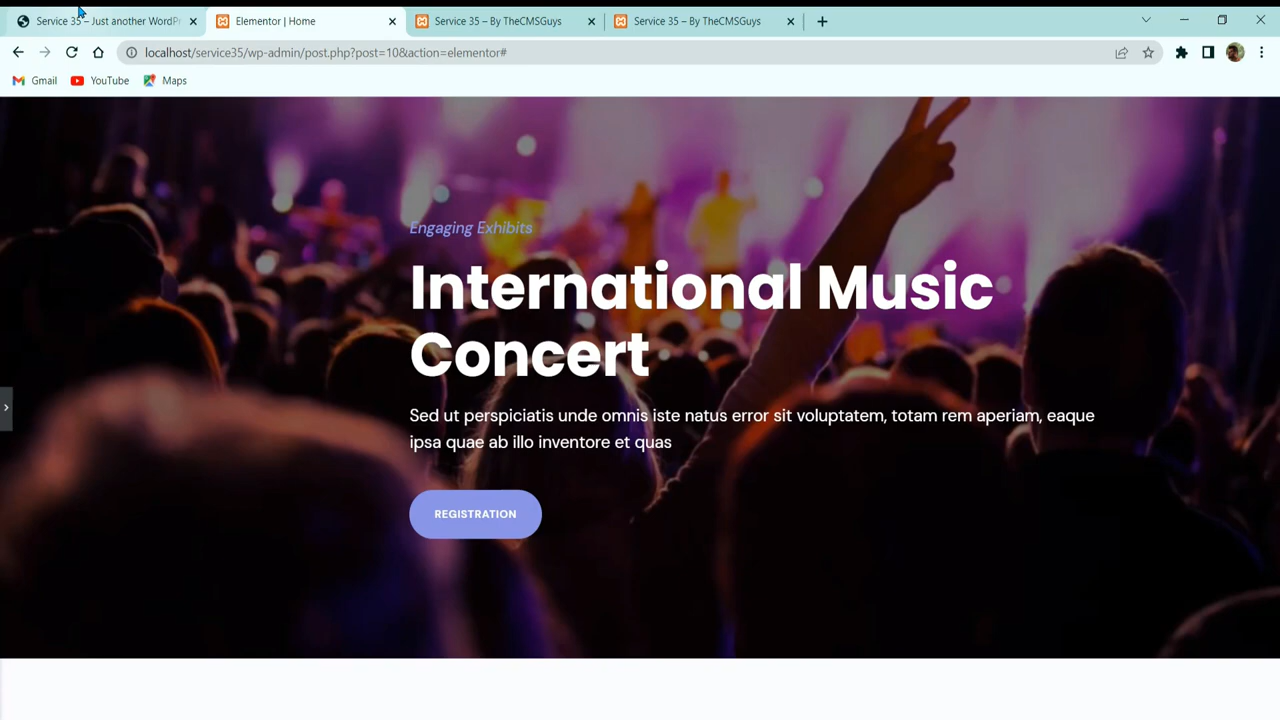 Service 35 – Just another WordPr
Elementor | Home
Service 35 – By TheCMSGuys
Service 35 – By TheCMSGuys
localhost/service35/wp-admin/post.php?post=10&action=elementor#
Gmail
YouTube
Maps
Engaging Exhibits
International Music
Concert
Sed ut perspiciatis unde omnis iste natus error sit voluptatem, totam rem aperiam, eaque
ipsa quae ab illo inventore et quas
REGISTRATION